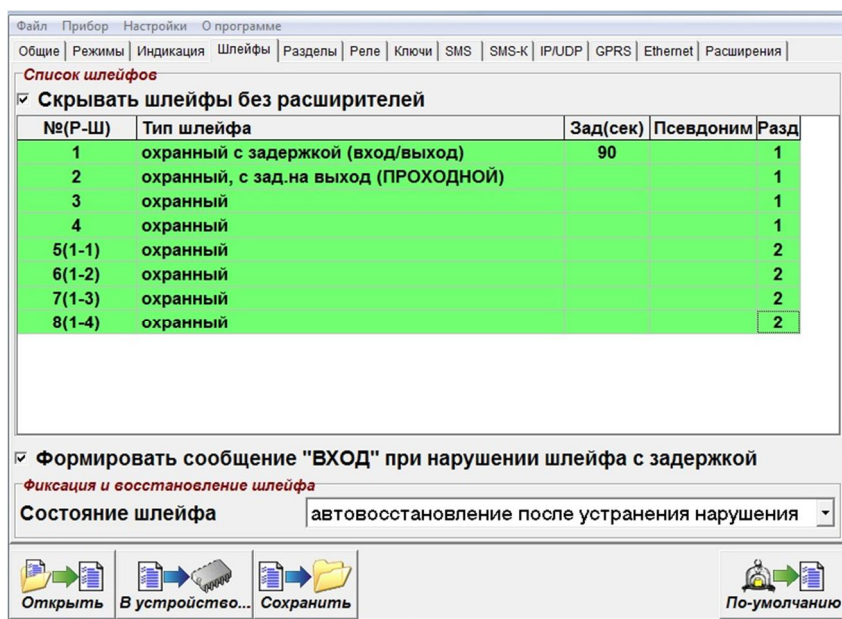 Файл Прибор Настройки О программе
Общие Режимы Индикация Шлейфы Разделы Реле Ключи SMS SMS-K IP/UDP GPRS Ethernet Расширения
Список шлейфов
Скрывать шлейфы без расширителей
№(Р-Ш) Тип шлейфа Зад(сек) Псевдоним Разд
1 охранный с задержкой (вход/выход) 90 1
2 охранный, с зад.на выход (ПРОХОДНОЙ) 1
3 охранный 1
4 охранный 1
5(1-1) охранный 2
6(1-2) охранный 2
7(1-3) охранный 2
8(1-4) охранный 2
Формировать сообщение "ВХОД" при нарушении шлейфа с задержкой
Фиксация и восстановление шлейфа
Состояние шлейфа автовосстановление после устранения нарушения
Открыть В устройство... Сохранить По-умолчанию